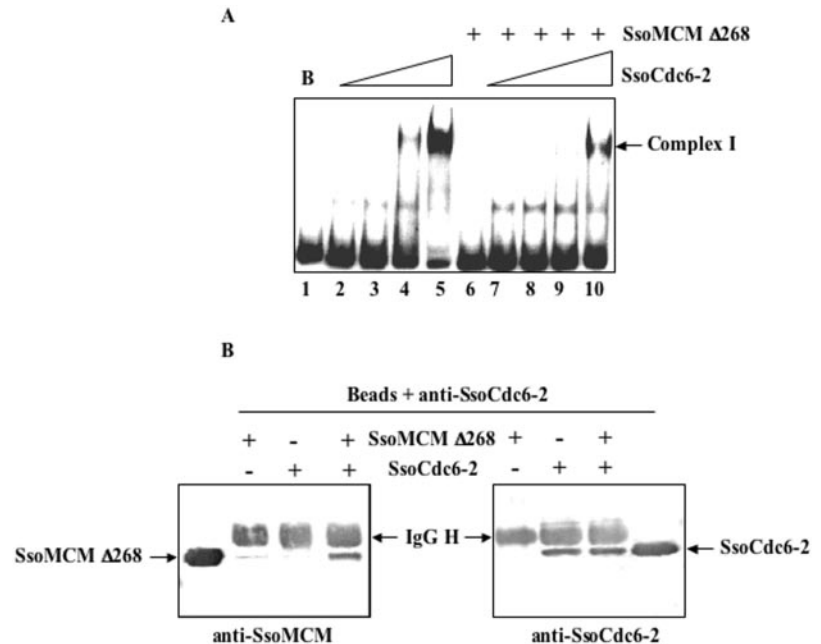 A
+ + + + + SsoMCM Δ268
B SsoCdc6-2
Complex I
1 2 3 4 5 6 7 8 9 10
B
Beads + anti-SsoCdc6-2
+ - + SsoMCM Δ268 + - +
- + + SsoCdc6-2 - + +
SsoMCM Δ268 IgG H SsoCdc6-2
anti-SsoMCM anti-SsoCdc6-2